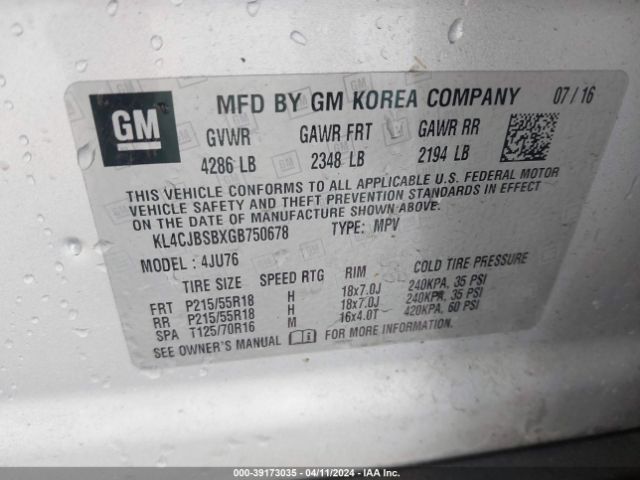 GM
MFD BY GM KOREA COMPANY 07/16
GVWR GAWR FRT GAWR RR
4286 LB 2348 LB 2194 LB
THIS VEHICLE CONFORMS TO ALL APPLICABLE U.S. FEDERAL MOTOR
VEHICLE SAFETY AND THEFT PREVENTION STANDARDS IN EFFECT
ON THE DATE OF MANUFACTURE SHOWN ABOVE.
KL4CJBSBXGB750678 TYPE: MPV
MODEL : 4JU76
TIRE SIZE SPEED RTG RIM COLD TIRE PRESSURE
FRT P215/55R18 H 18x7.0J 240KPA, 35 PSI
RR P215/55R18 H 18x7.0J 240KPA, 35 PSI
SPA T125/70R16 M 16x4.0T 420KPA, 60 PSI
SEE OWNER'S MANUAL i FOR MORE INFORMATION.
000-39173035 - 04/11/2024 - IAA Inc.